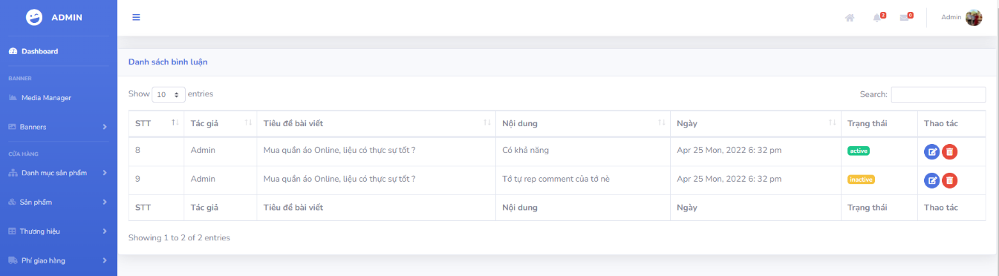 ADMIN
2
0
Admin
Dashboard
BANNER
Media Manager
Banners
CỬA HÀNG
Danh mục sản phẩm
Sản phẩm
Thương hiệu
Phí giao hàng
Danh sách bình luận
Show 10 entries
Search:
STT Tác giả Tiêu đề bài viết Nội dung Ngày Trạng thái Thao tác
8 Admin Mua quần áo Online, liệu có thực sự tốt ? Có khả năng Apr 25 Mon, 2022 6: 32 pm active
9 Admin Mua quần áo Online, liệu có thực sự tốt ? Tớ tự rep comment của tớ nè Apr 25 Mon, 2022 6: 32 pm inactive
STT Tác giả Tiêu đề bài viết Nội dung Ngày Trạng thái Thao tác
Showing 1 to 2 of 2 entries